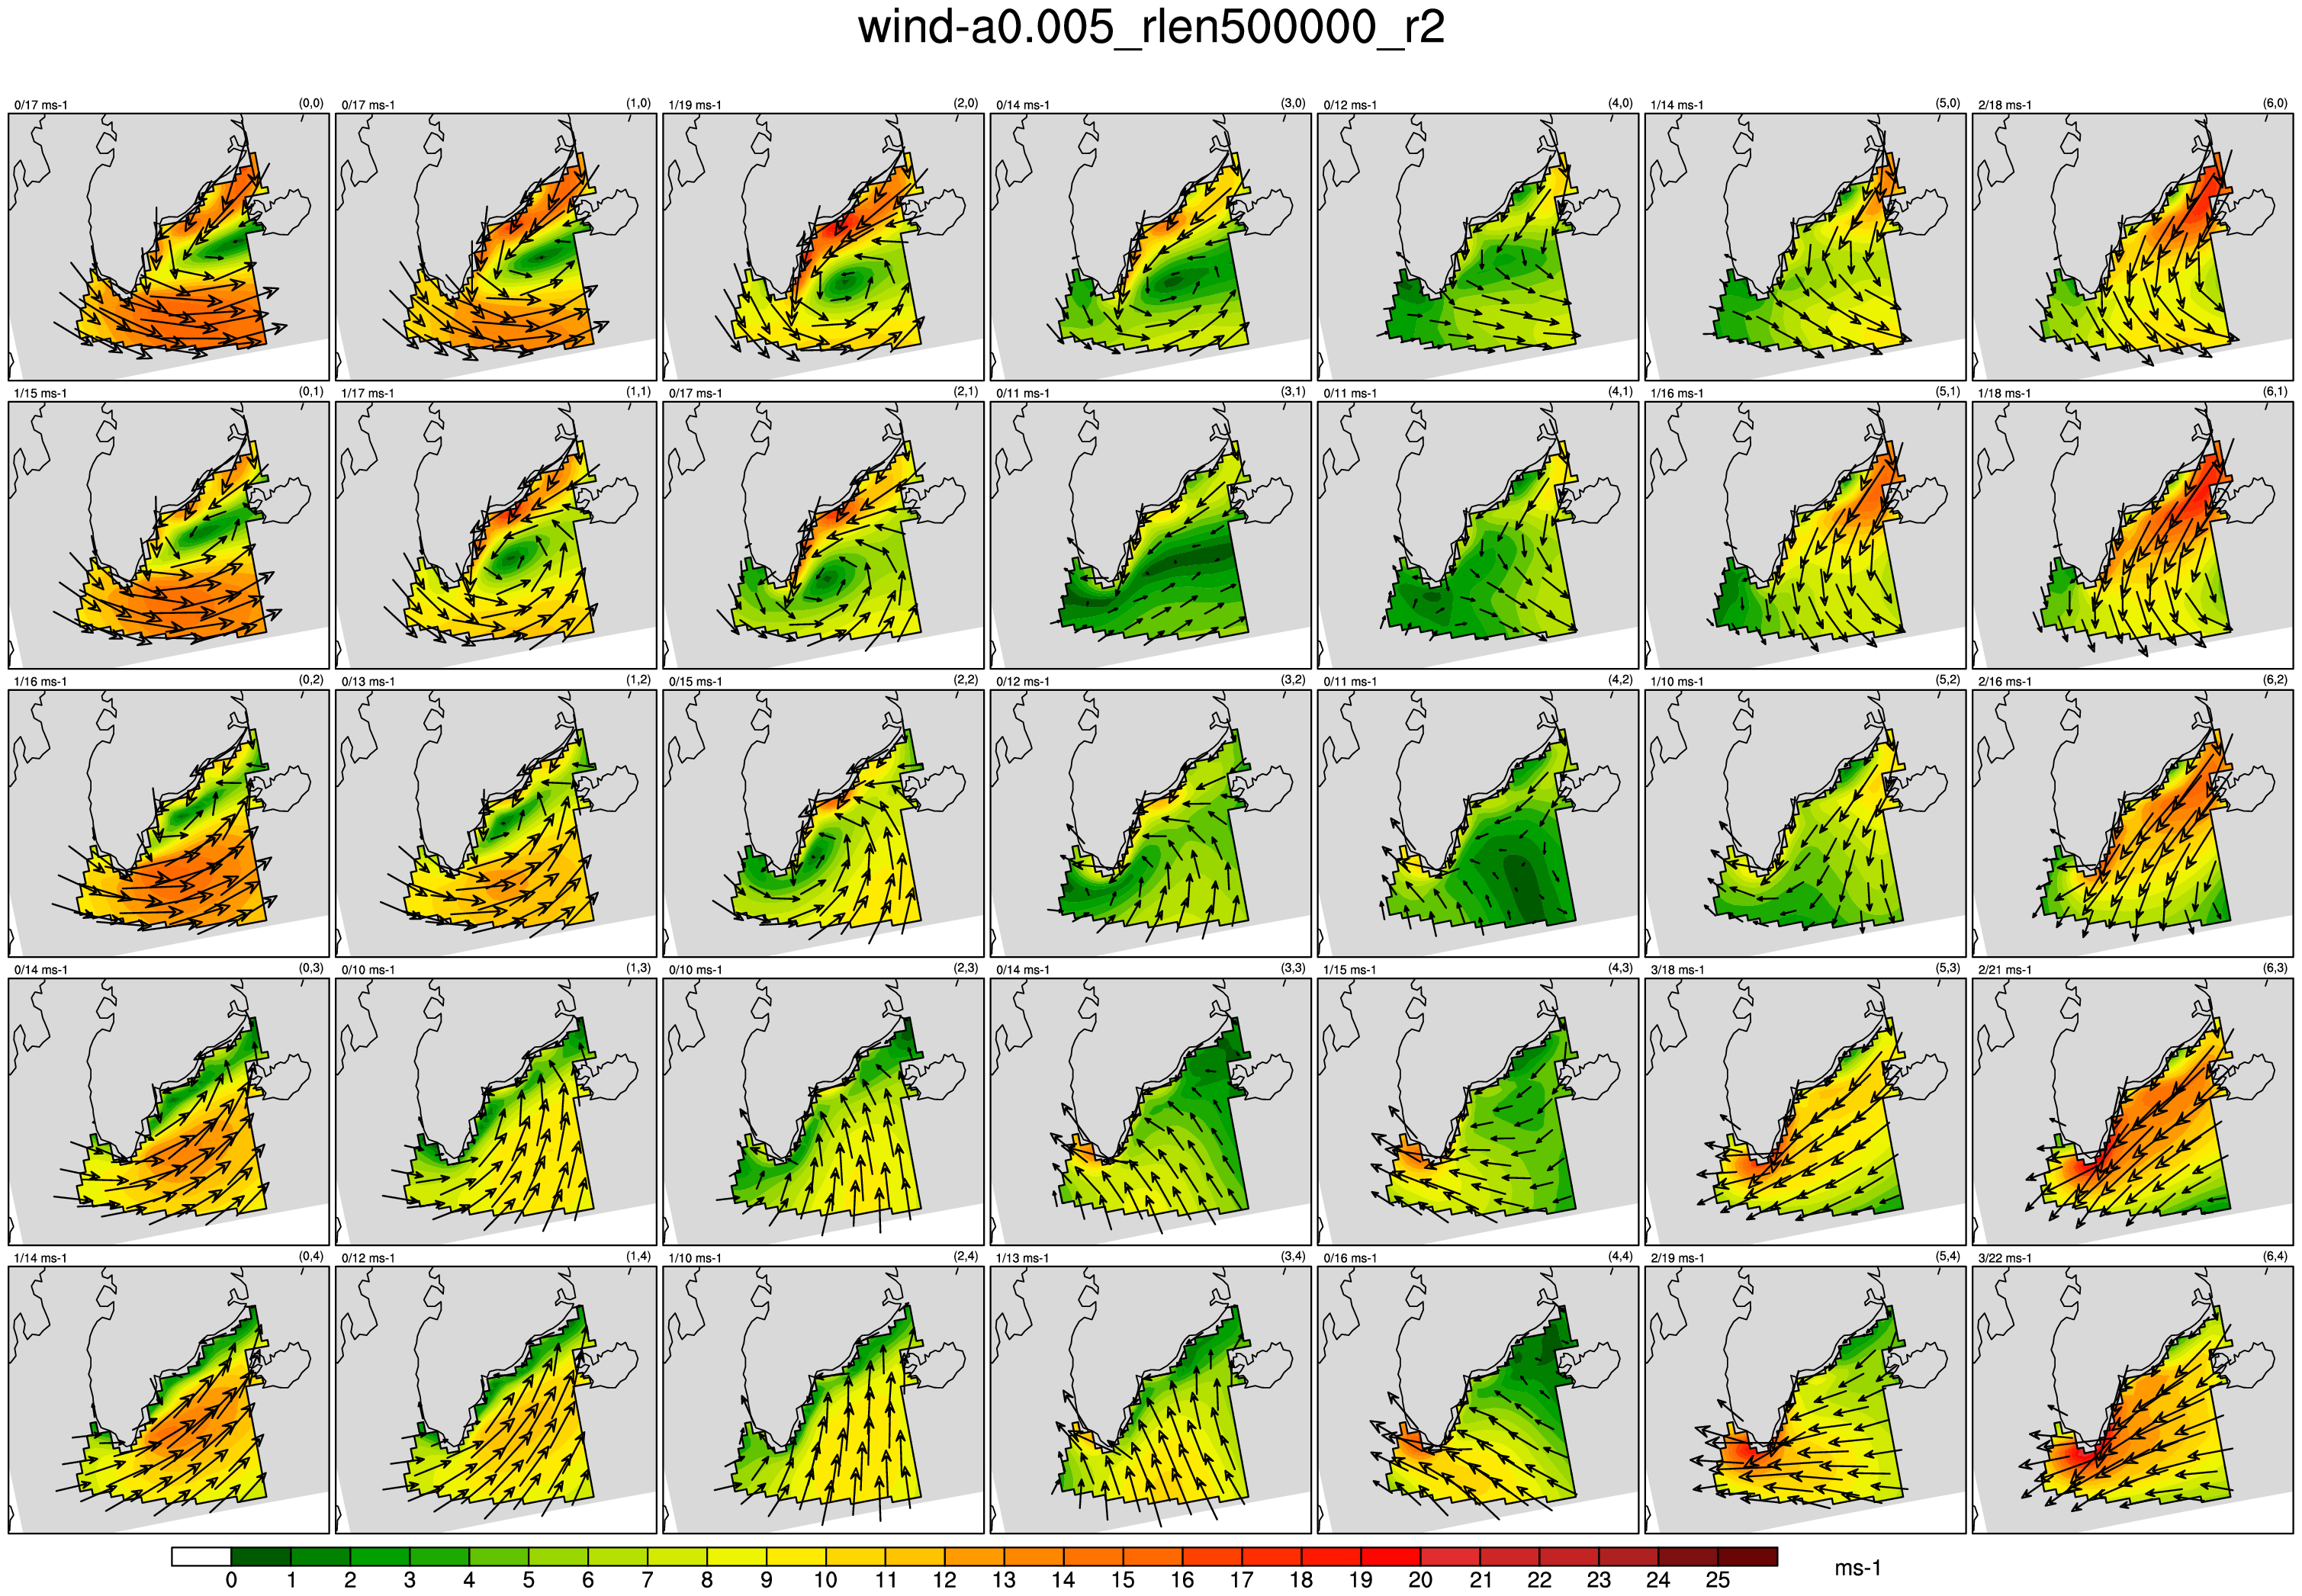 wind-a0.005_rlen500000_r2
0/17 ms-1 (0,0) 0/17 ms-1 (1,0) 1/19 ms-1 (2,0) 0/14 ms-1 (3,0) 0/12 ms-1 (4,0) 1/14 ms-1 (5,0) 2/18 ms-1 (6,0)
1/15 ms-1 (0,1) 1/17 ms-1 (1,1) 0/17 ms-1 (2,1) 0/11 ms-1 (3,1) 0/11 ms-1 (4,1) 1/16 ms-1 (5,1) 1/18 ms-1 (6,1)
1/16 ms-1 (0,2) 0/13 ms-1 (1,2) 0/15 ms-1 (2,2) 0/12 ms-1 (3,2) 0/11 ms-1 (4,2) 1/10 ms-1 (5,2) 2/16 ms-1 (6,2)
0/14 ms-1 (0,3) 0/10 ms-1 (1,3) 0/10 ms-1 (2,3) 0/14 ms-1 (3,3) 1/15 ms-1 (4,3) 3/18 ms-1 (5,3) 2/21 ms-1 (6,3)
1/14 ms-1 (0,4) 0/12 ms-1 (1,4) 1/10 ms-1 (2,4) 1/13 ms-1 (3,4) 0/16 ms-1 (4,4) 2/19 ms-1 (5,4) 3/22 ms-1 (6,4)
0 1 2 3 4 5 6 7 8 9 10 11 12 13 14 15 16 17 18 19 20 21 22 23 24 25 ms-1